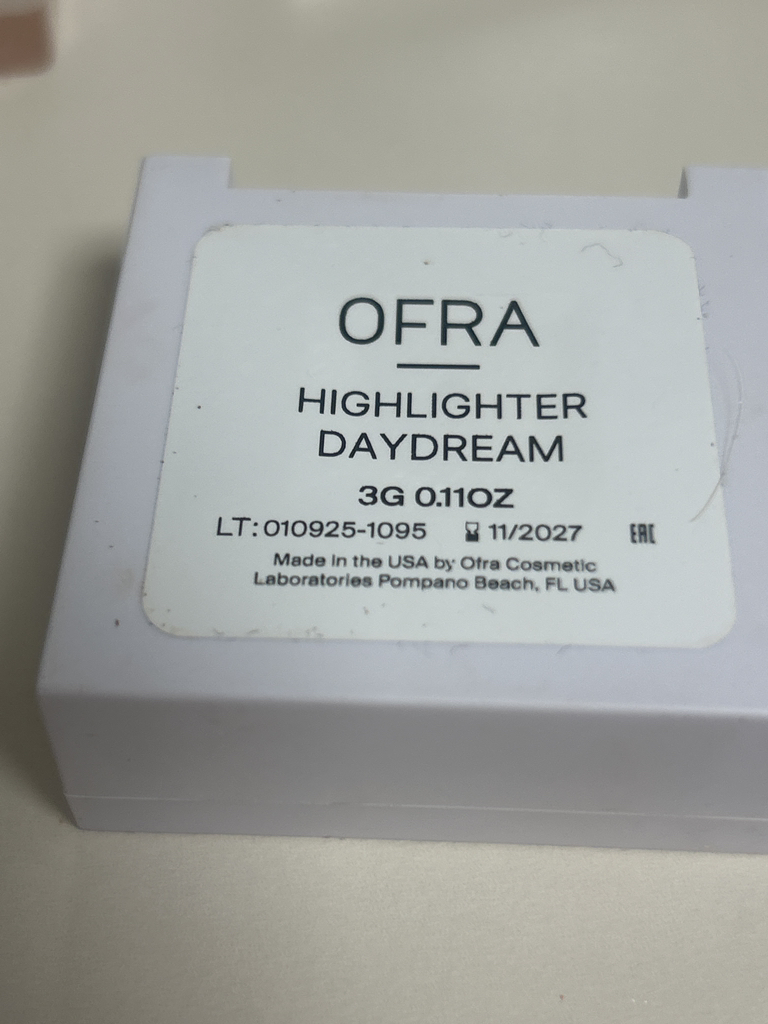 OFRA
HIGHLIGHTER
DAYDREAM
3G 0.11OZ
LT: 010925-1095 11/2027 EAC
Made in the USA by Ofra Cosmetic
Laboratories Pompano Beach, FL USA